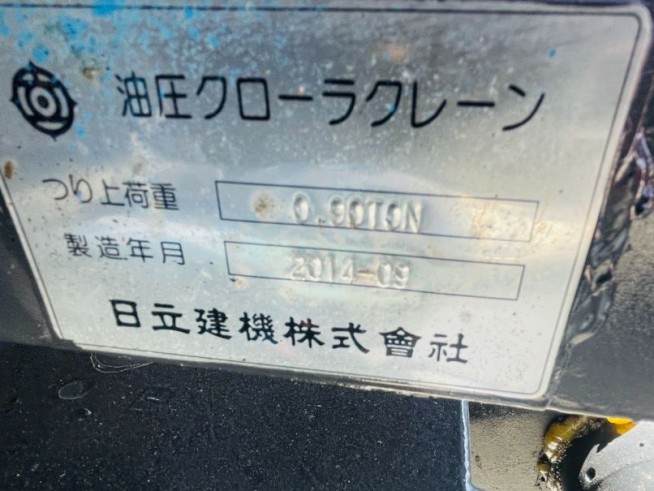 油圧クローラクレーン
つり上荷重 0.90TON
製造年月 2014-09
日立建機株式會社